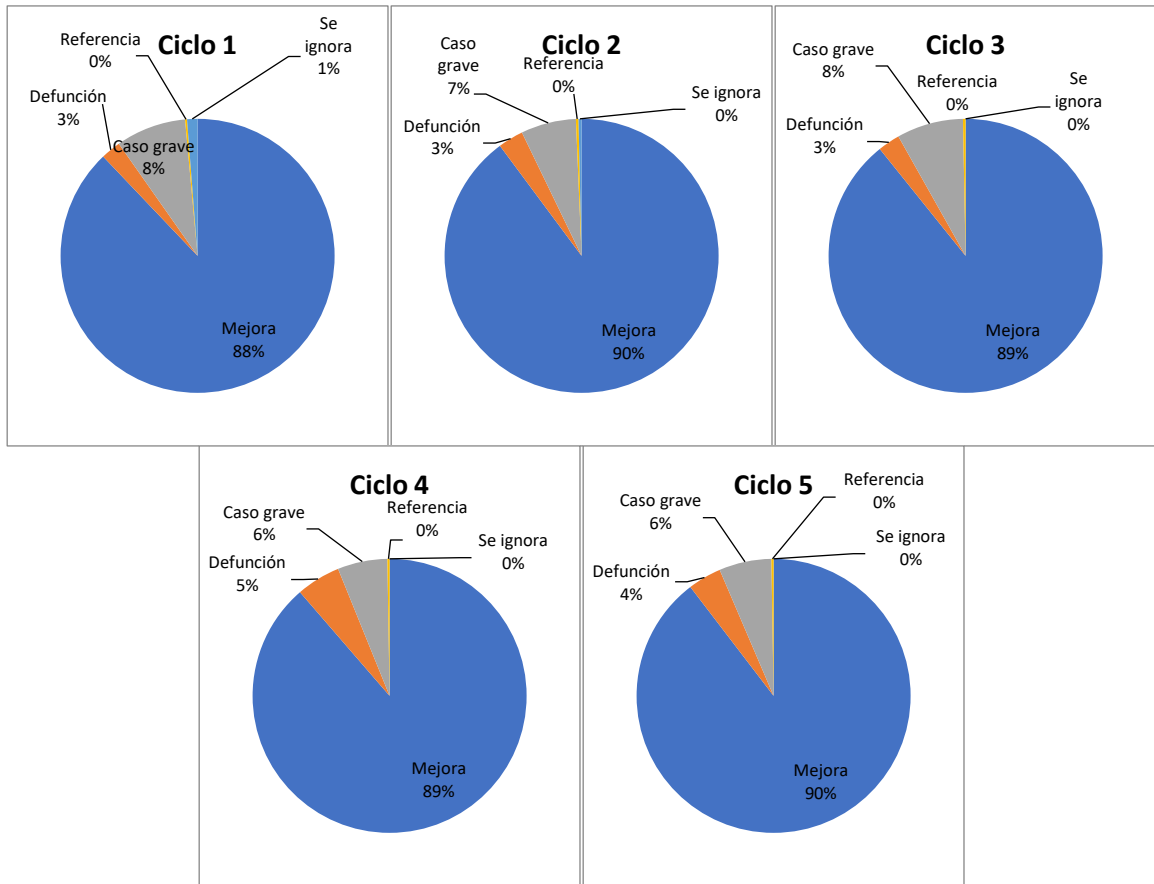 Ciclo 1
Referencia
0%
Se
ignora
1%
Defunción
3%
Caso grave
8%
Mejora
88%
Ciclo 2
Caso
grave
7%
Referencia
0%
Se ignora
0%
Defunción
3%
Mejora
90%
Ciclo 3
Caso grave
8%
Referencia
0%
Se
ignora
0%
Defunción
3%
Mejora
89%
Ciclo 4
Caso grave
6%
Referencia
0%
Se ignora
0%
Defunción
5%
Mejora
89%
Ciclo 5
Caso grave
6%
Referencia
0%
Se ignora
0%
Defunción
4%
Mejora
90%